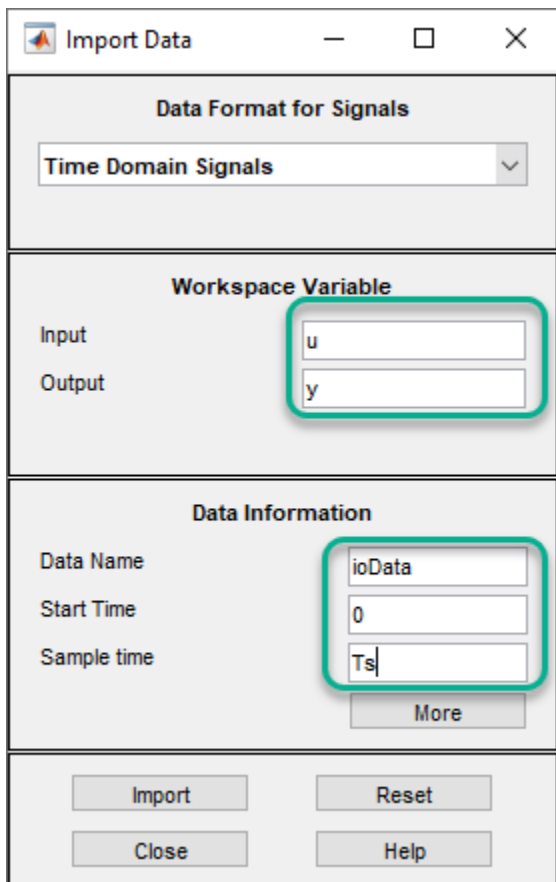 Import Data
Data Format for Signals
Time Domain Signals
Workspace Variable
Input u
Output y
Data Information
Data Name ioData
Start Time 0
Sample time Ts
More
Import Reset
Close Help